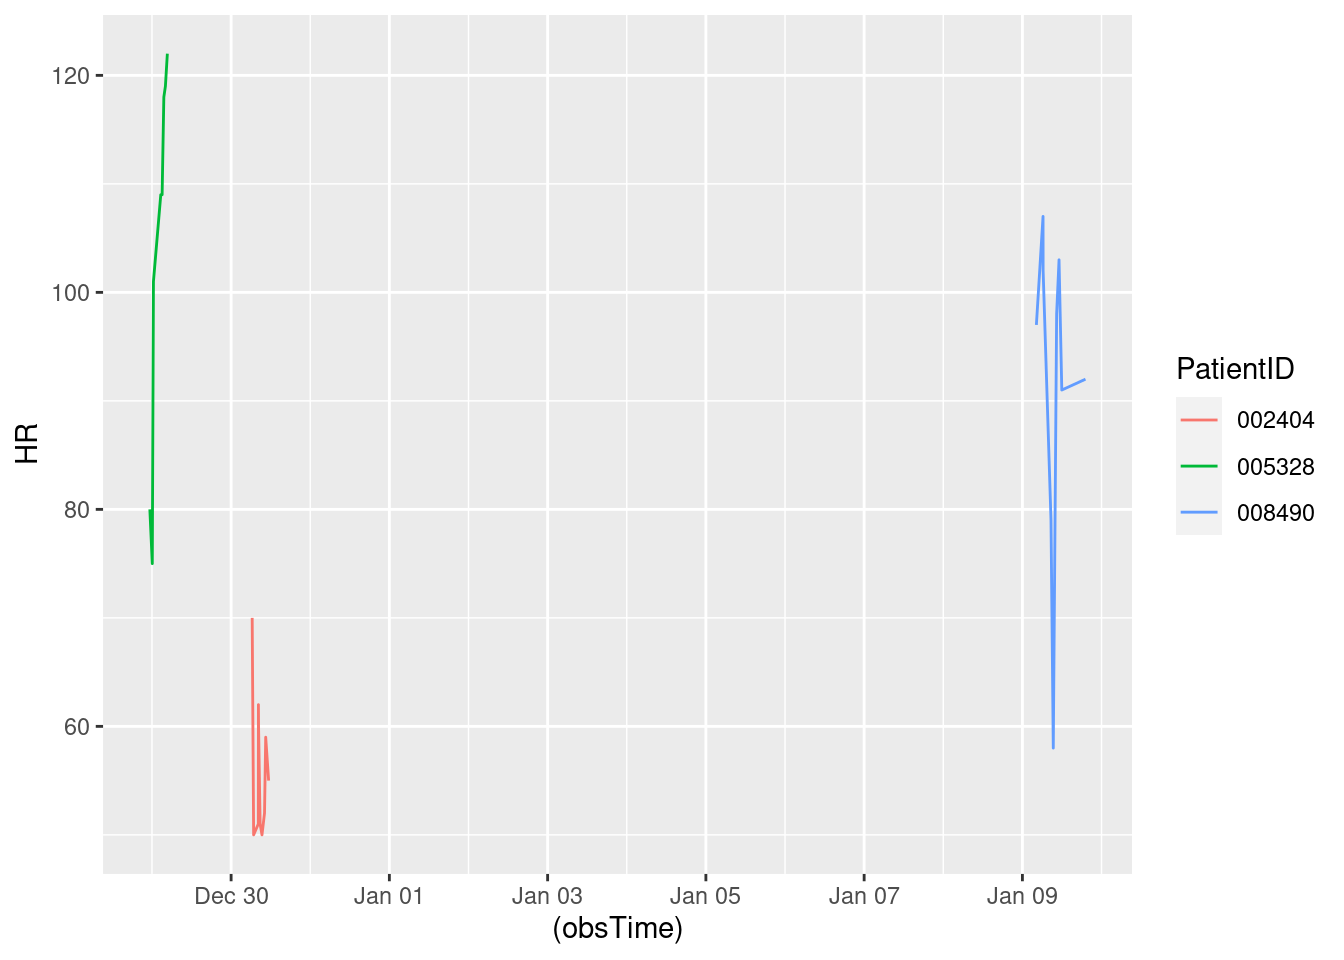 HR
120
100
80
60
Dec 30
Jan 01
Jan 03
Jan 05
Jan 07
Jan 09
(obsTime)
PatientID
002404
005328
008490